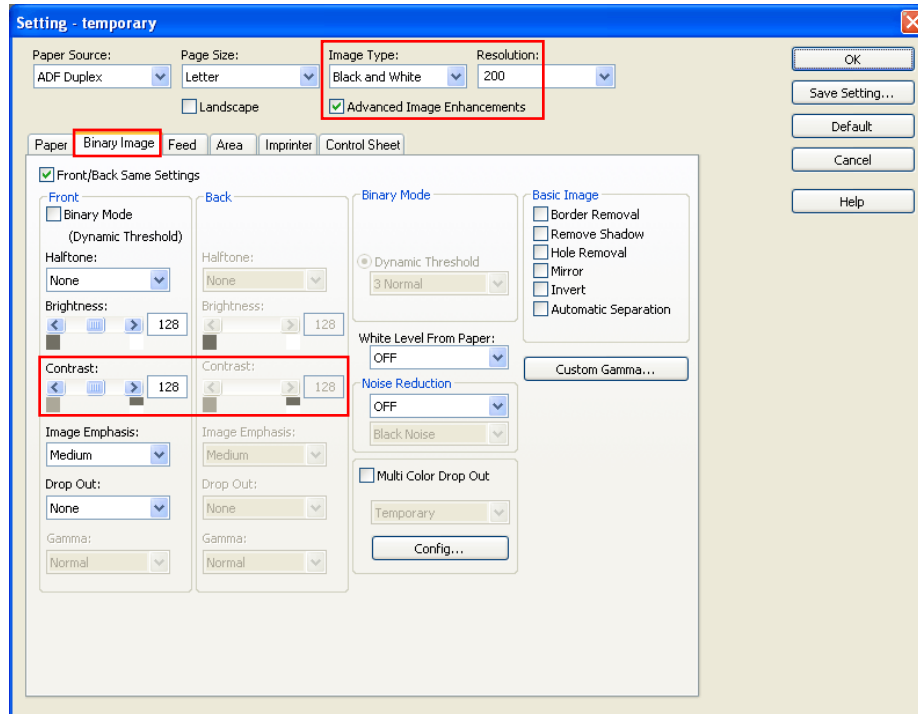 Setting - temporary
Paper Source: Page Size: Image Type: Resolution:
ADF Duplex Letter Black and White 200
Landscape Advanced Image Enhancements
OK
Save Setting...
Default
Cancel
Help
Paper Binary Image Feed Area Imprinter Control Sheet
Front/Back Same Settings
Front
Binary Mode
(Dynamic Threshold)
Halftone:
None
Brightness:
128
Contrast:
128
Image Emphasis:
Medium
Drop Out:
None
Gamma:
Normal
Back
Halftone:
None
Brightness:
128
Contrast:
128
Image Emphasis:
Medium
Drop Out:
None
Gamma:
Normal
Binary Mode
Dynamic Threshold
3 Normal
White Level From Paper:
OFF
Noise Reduction
OFF
Black Noise
Multi Color Drop Out
Temporary
Config...
Basic Image
Border Removal
Remove Shadow
Hole Removal
Mirror
Invert
Automatic Separation
Custom Gamma...